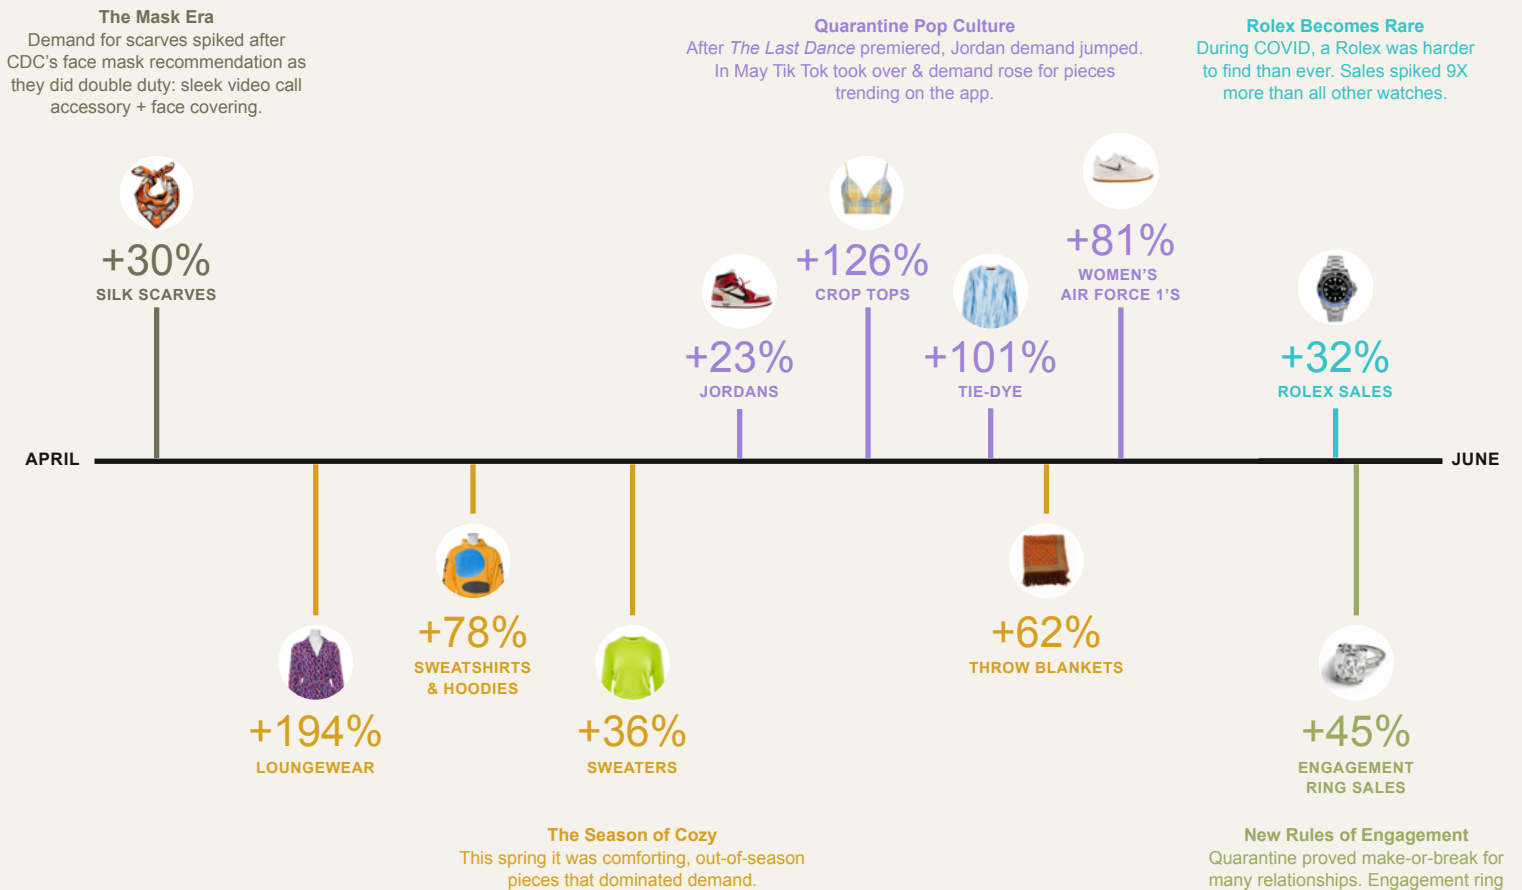 The Mask Era
Demand for scarves spiked after
CDC's face mask recommendation as
they did double duty: sleek video call
accessory + face covering.
Quarantine Pop Culture
After The Last Dance premiered, Jordan demand jumped.
In May Tik Tok took over & demand rose for pieces
trending on the app.
Rolex Becomes Rare
During COVID, a Rolex was harder
to find than ever. Sales spiked 9X
more than all other watches.
+30%
SILK SCARVES
+23%
JORDANS
+126%
CROP TOPS
+101%
TIE-DYE
+81%
WOMEN'S
AIR FORCE 1'S
+32%
ROLEX SALES
APRIL
JUNE
+194%
LOUNGEWEAR
+78%
SWEATSHIRTS
& HOODIES
+36%
SWEATERS
+62%
THROW BLANKETS
+45%
ENGAGEMENT
RING SALES
The Season of Cozy
This spring it was comforting, out-of-season
pieces that dominated demand.
New Rules of Engagement
Quarantine proved make-or-break for
many relationships. Engagement ring